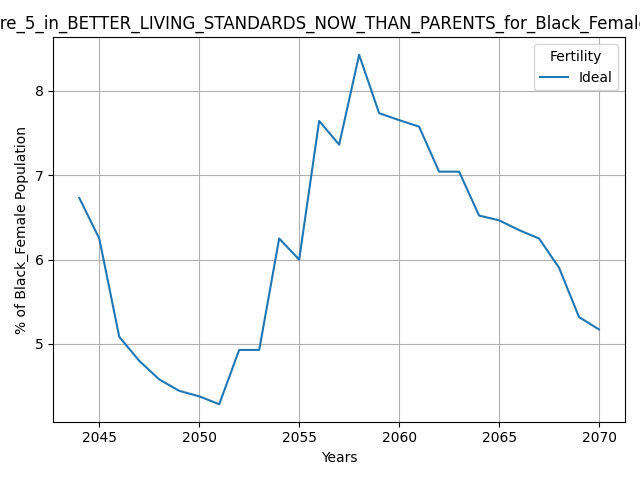 re_5_in_BETTER_LIVING_STANDARDS_NOW_THAN_PARENTS_for_Black_Female
Fertility
Ideal
% of Black_Female Population
8
7
6
5
2045 2050 2055 2060 2065 2070
Years